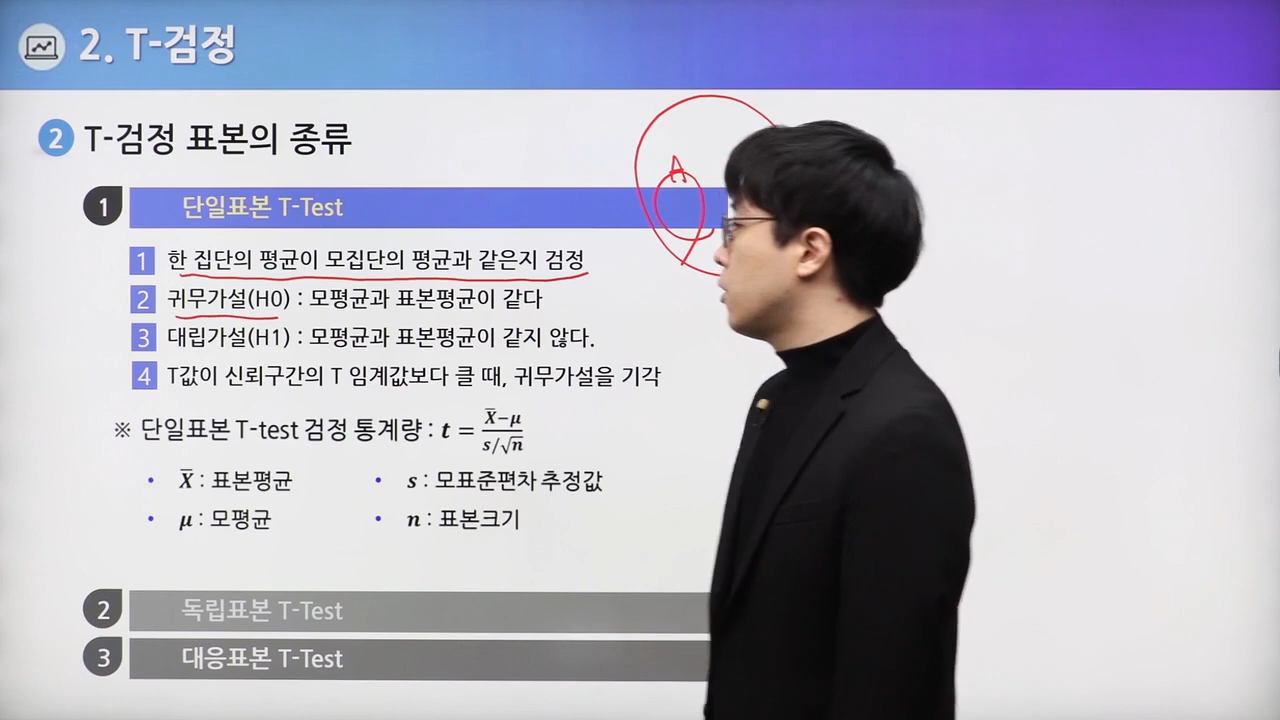 2. T-검정
2 T-검정 표본의 종류
1 단일표본 T-Test
A
1 한 집단의 평균이 모집단의 평균과 같은지 검정
2 귀무가설(H0) : 모평균과 표본평균이 같다
3 대립가설(H1) : 모평균과 표본평균이 같지 않다.
4 T값이 신뢰구간의 T 임계값보다 클 때, 귀무가설을 기각
※ 단일표본 T-test 검정 통계량 : t = (X̄−μ)/(s/√n)
• X̄ : 표본평균 • s : 모표준편차 추정값
• μ : 모평균 • n : 표본크기
2 독립표본 T-Test
3 대응표본 T-Test